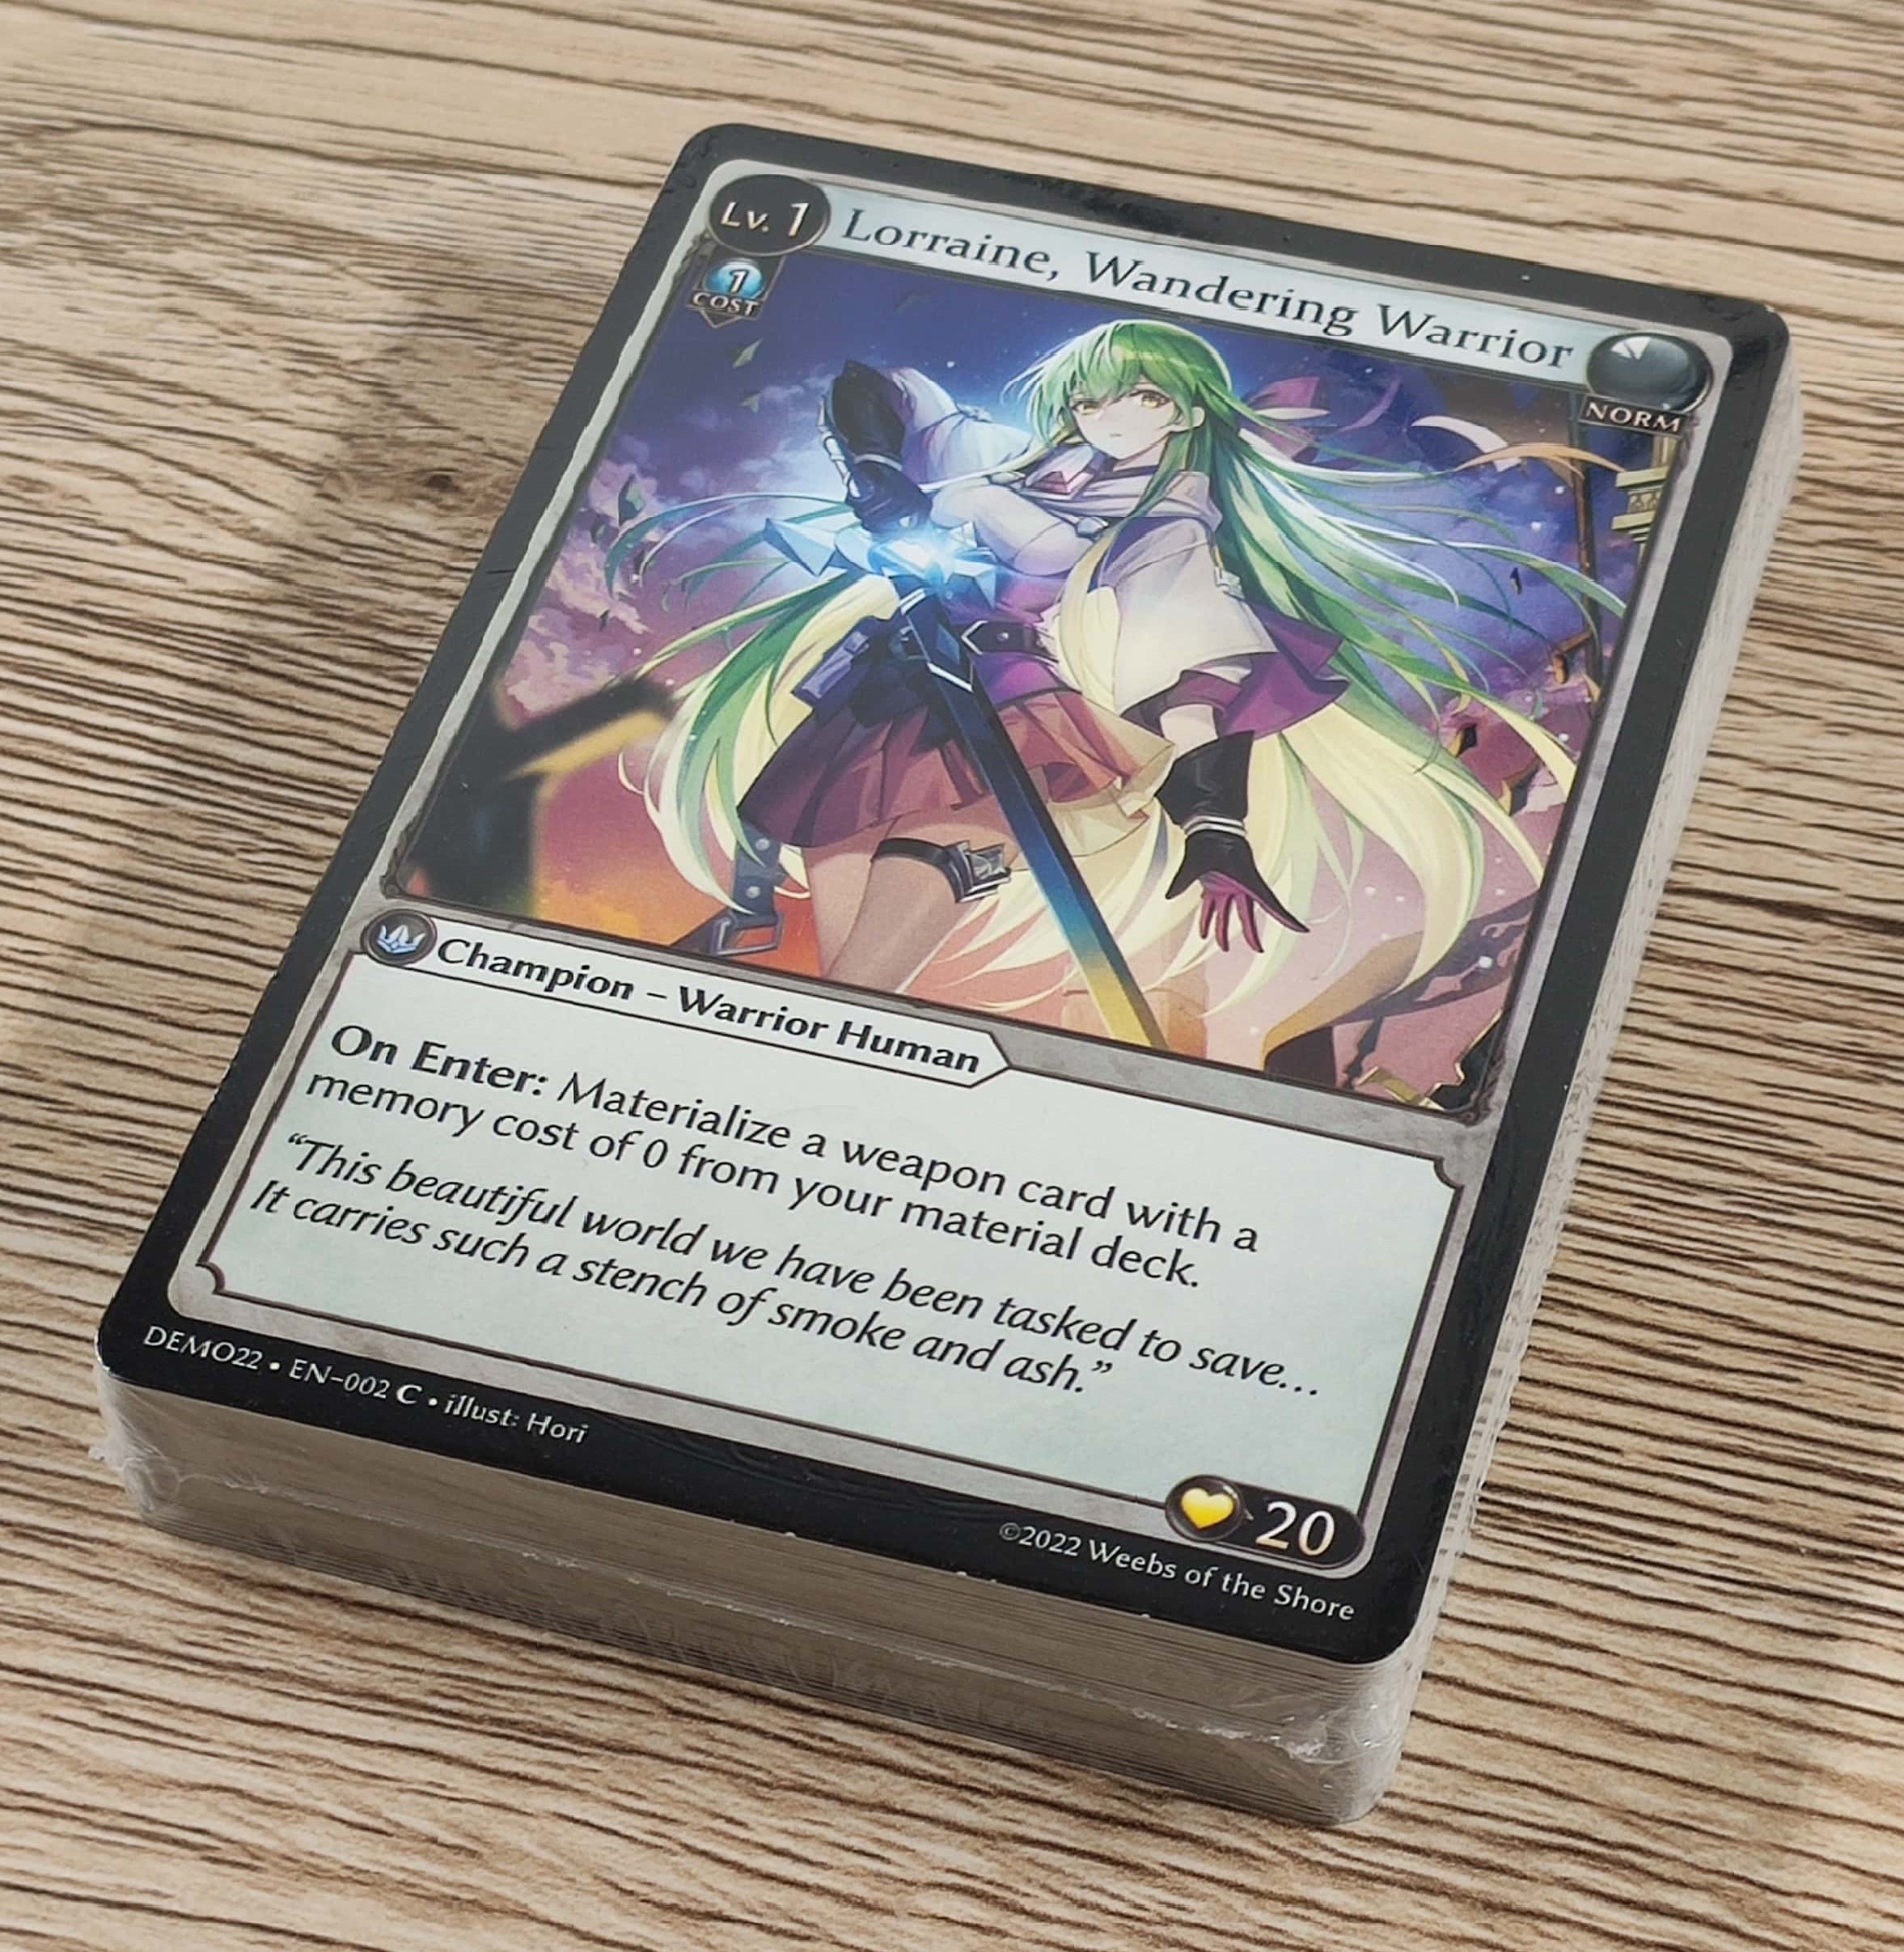 Lv. 1 Lorraine, Wandering Warrior
1
COST
NORM
Champion – Warrior Human
On Enter: Materialize a weapon card with a
memory cost of 0 from your material deck.
“This beautiful world we have been tasked to save...
It carries such a stench of smoke and ash.”
20
DEMO22 • EN-002 C • illust: Hori
©2022 Weebs of the Shore